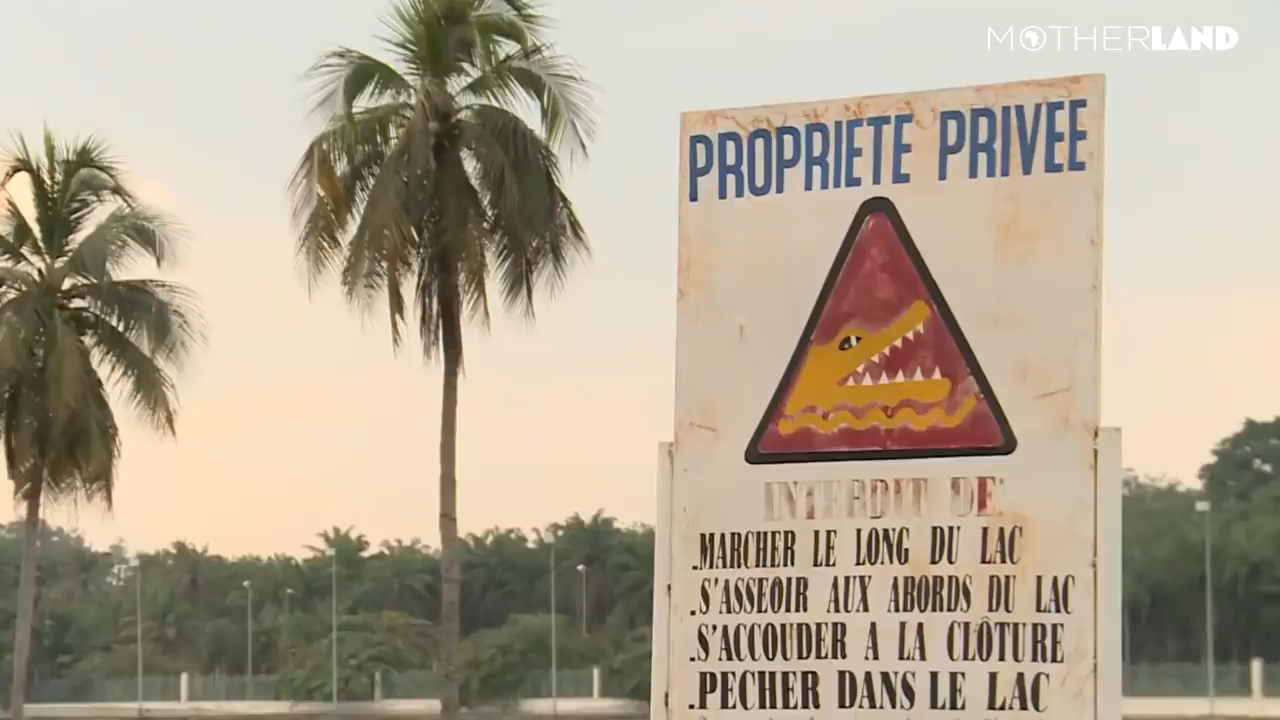 MOTHERLAND
PROPRIETE PRIVEE
INTERDIT DE
.MARCHER LE LONG DU LAC
.S'ASSEOIR AUX ABORDS DU LAC
.S'ACCOUDER A LA CLÔTURE
.PECHER DANS LE LAC